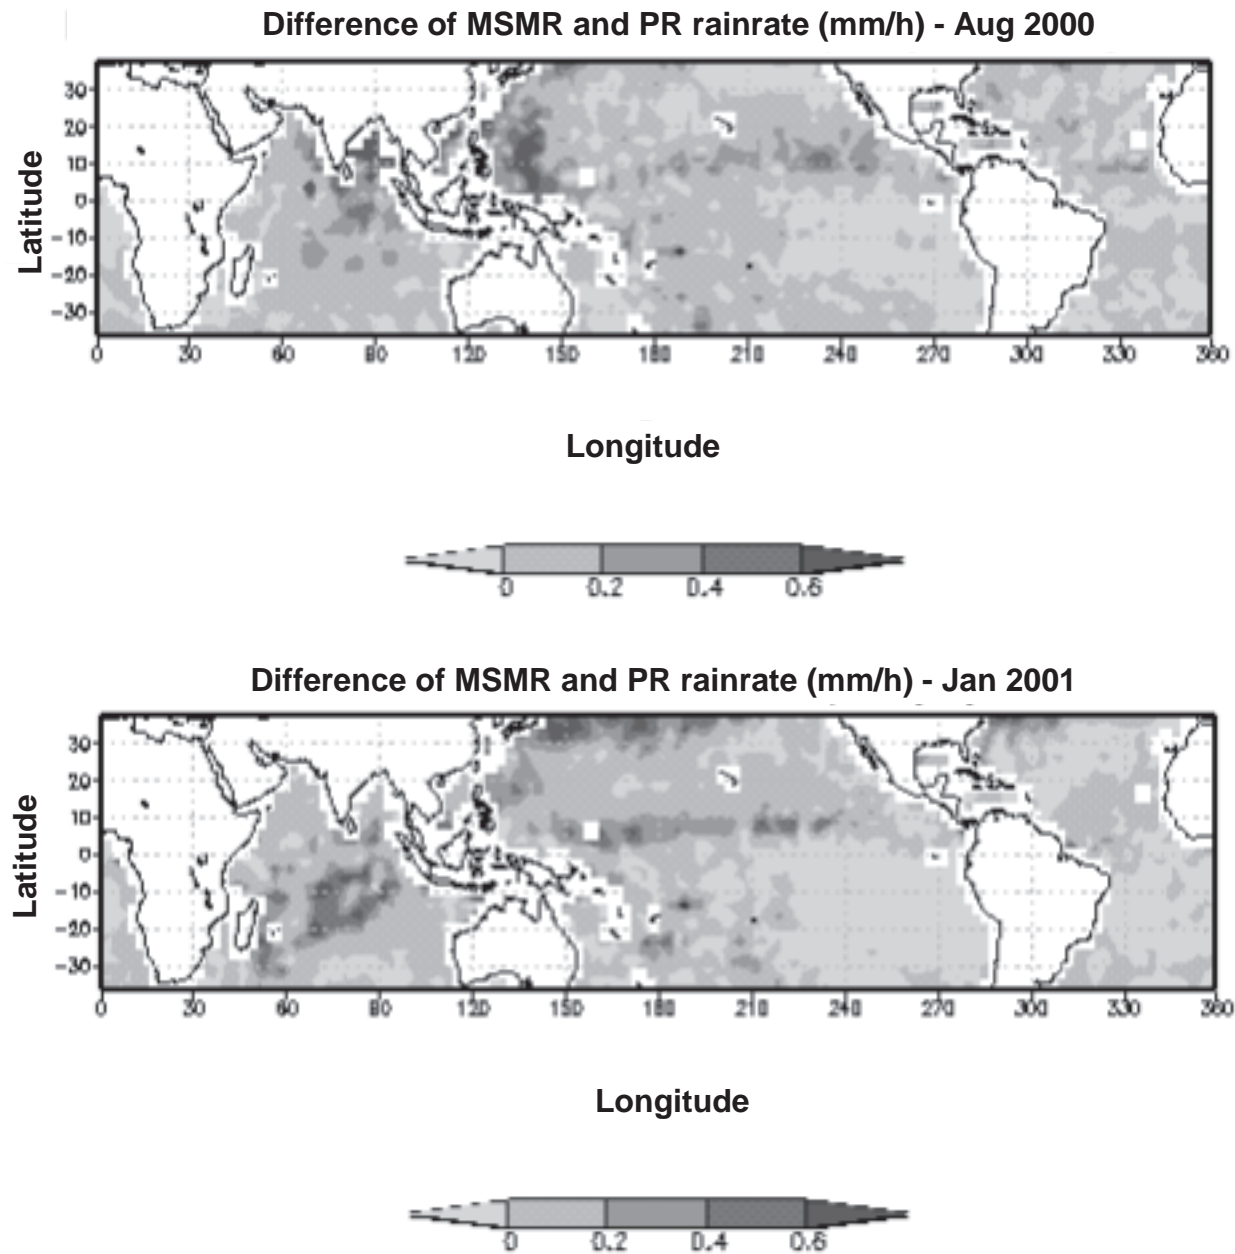 Difference of MSMR and PR rainrate (mm/h) - Aug 2000
Latitude
30
20
10
0
-10
-20
-30
0 30 60 90 120 150 180 210 240 270 300 330 360
Longitude
0 0.2 0.4 0.6
Difference of MSMR and PR rainrate (mm/h) - Jan 2001
Latitude
30
20
10
0
-10
-20
-30
0 30 60 90 120 150 180 210 240 270 300 330 360
Longitude
0 0.2 0.4 0.6